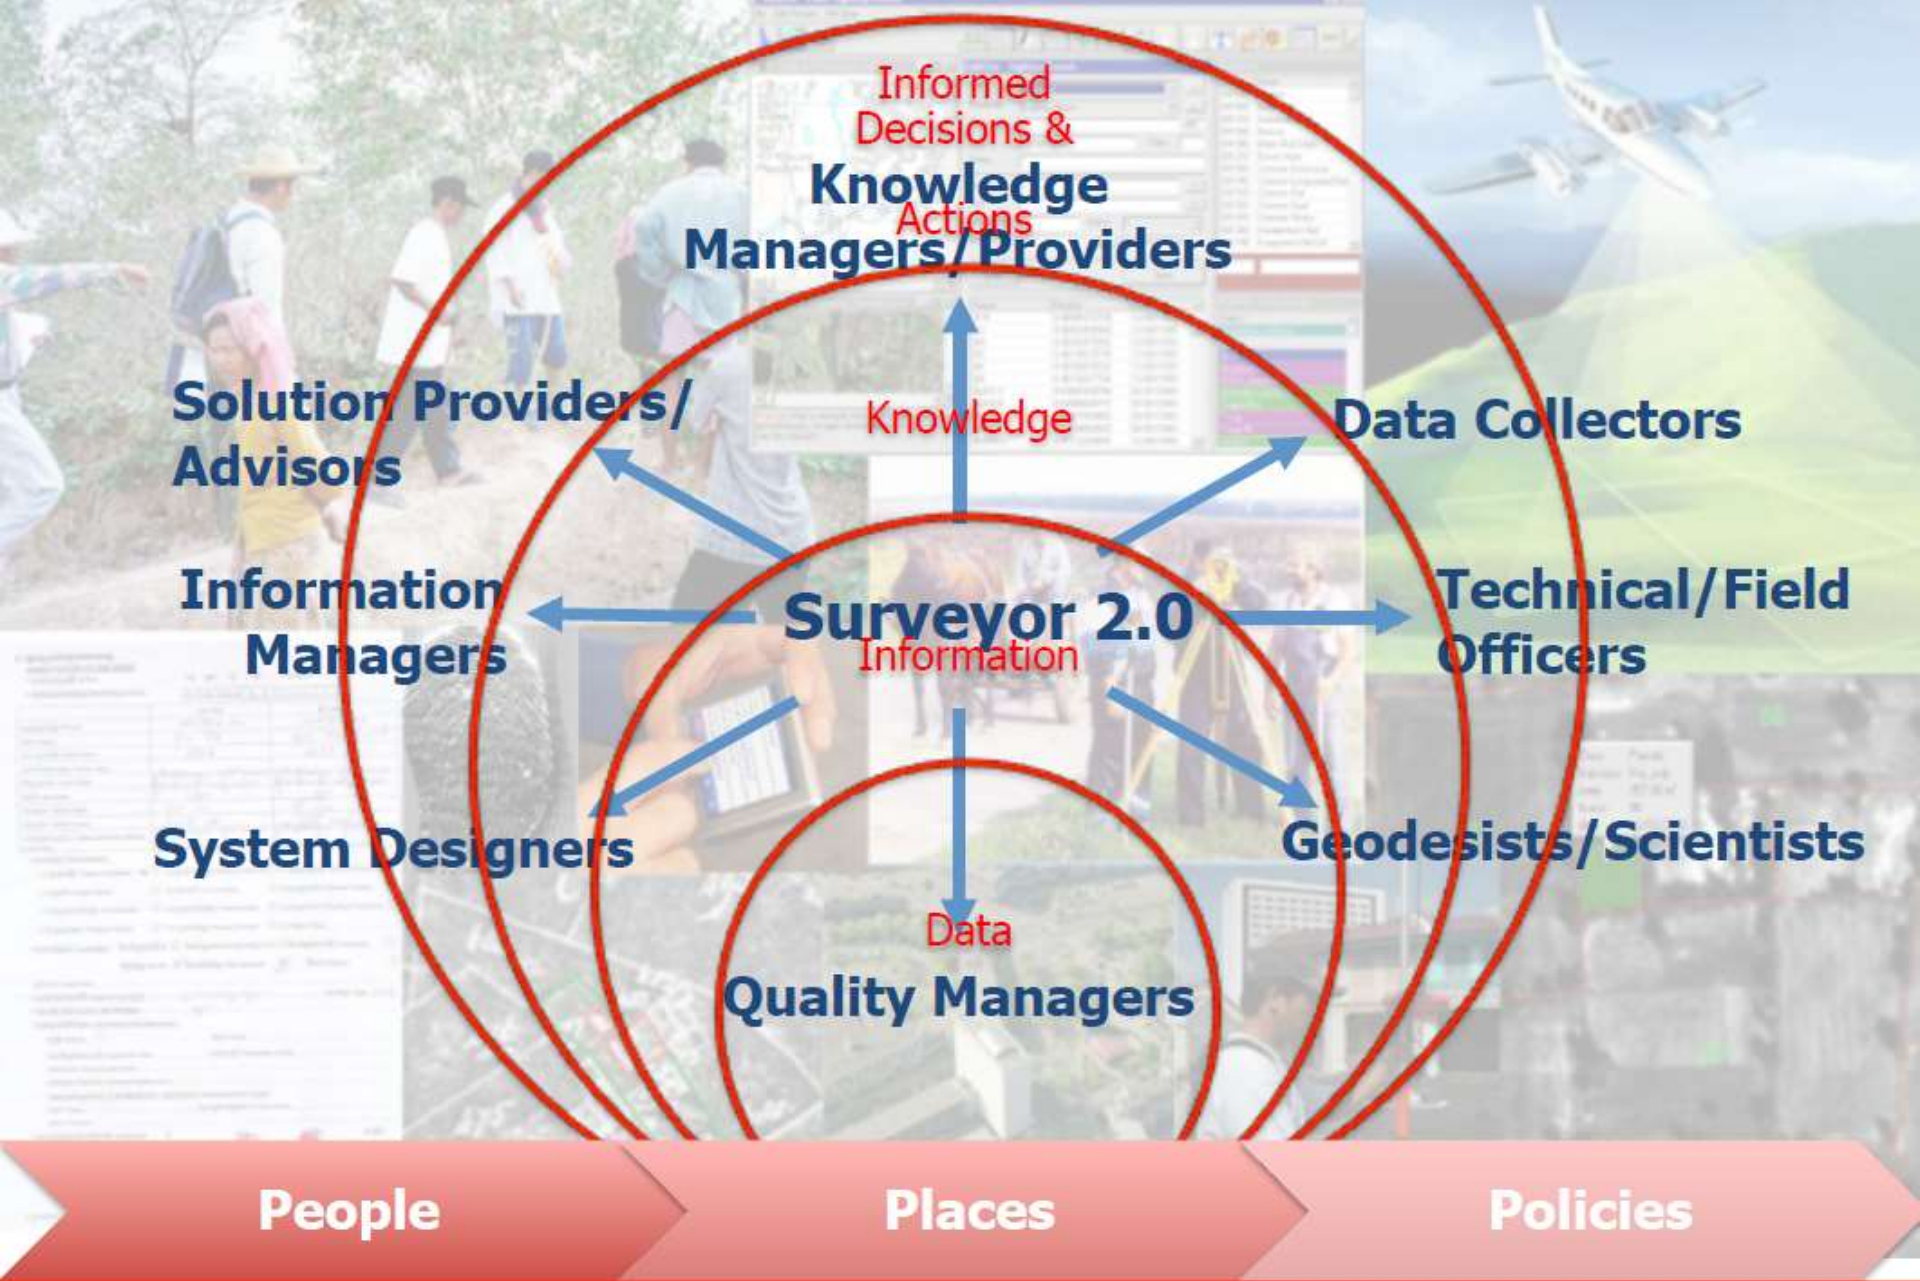 Informed
Decisions &
Knowledge
Actions
Managers/Providers
Solution Providers/
Advisors
Knowledge
Data Collectors
Information
Managers
Surveyor 2.0
Information
Technical/Field
Officers
System Designers
Geodesists/Scientists
Data
Quality Managers
People
Places
Policies